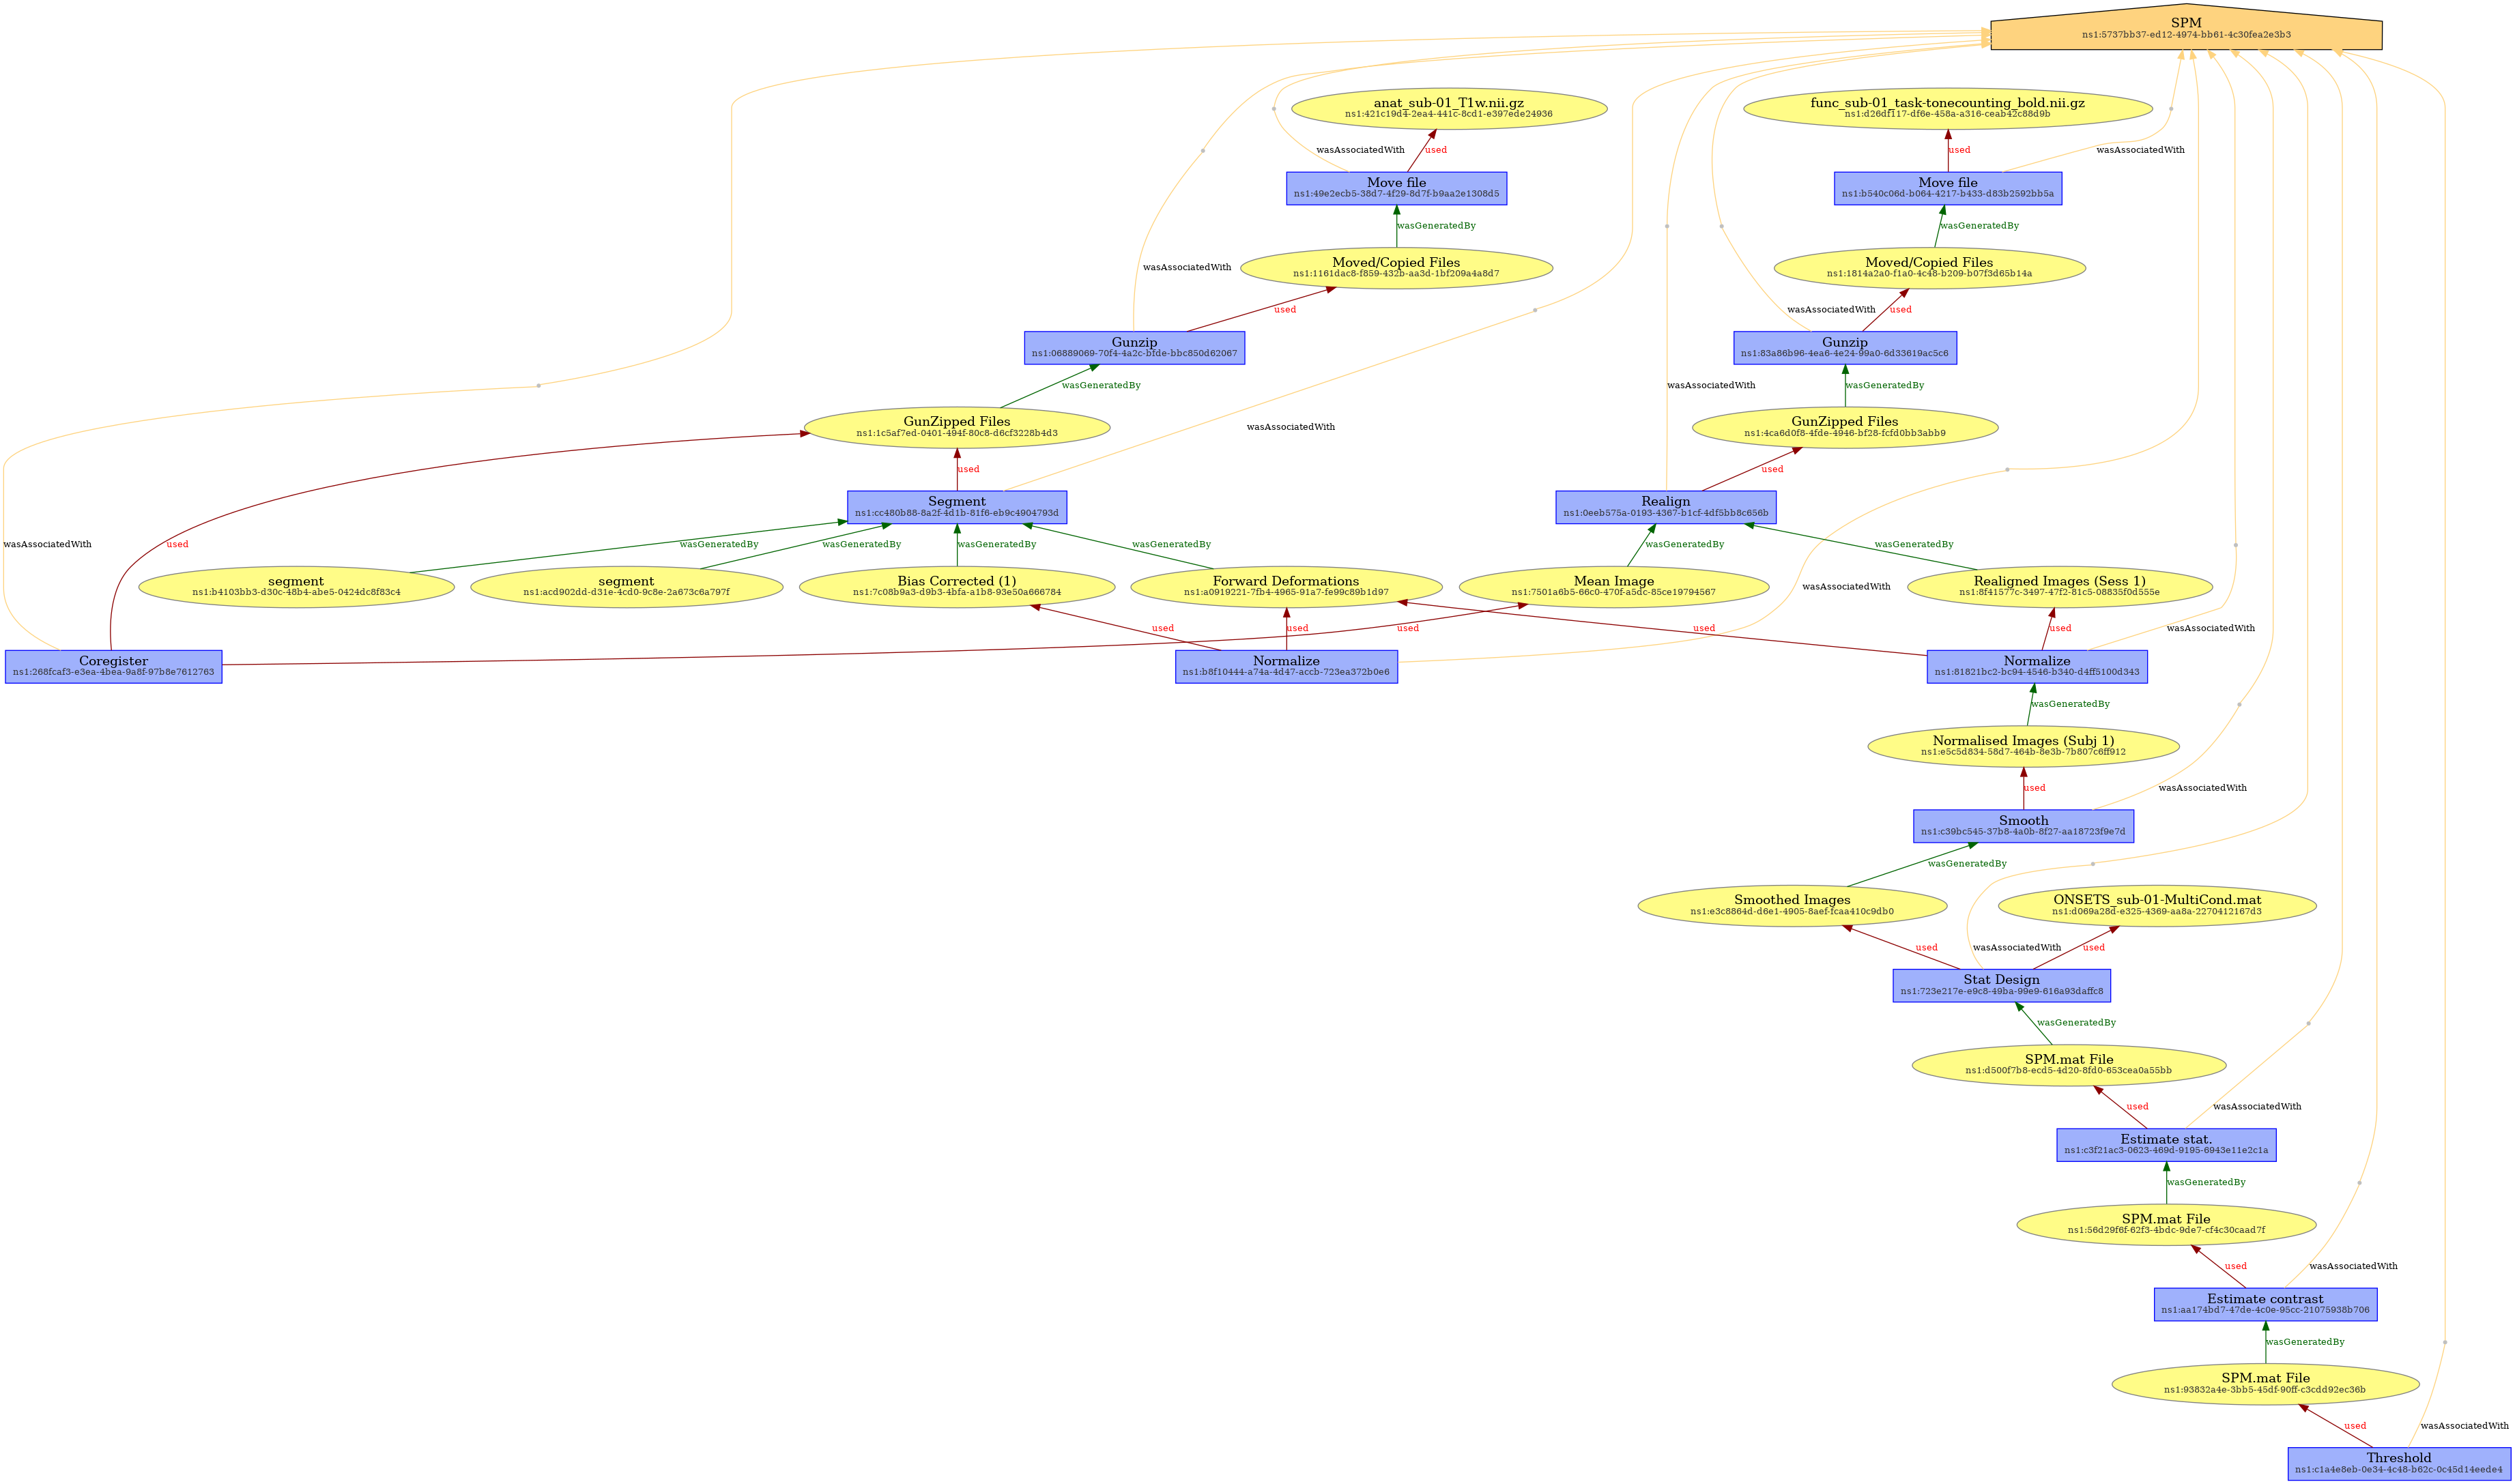 SPM
ns1:5737bb37-ed12-4974-bb61-4c30fea2e3b3
anat_sub-01_T1w.nii.gz
ns1:421c19d4-2ea4-441c-8cd1-e397ede24936
func_sub-01_task-tonecounting_bold.nii.gz
ns1:d26df117-df6e-458a-a316-ceab42c88d9b
wasAssociatedWith
used
used
wasAssociatedWith
Move file
ns1:49e2ecb5-38d7-4f29-8d7f-b9aa2e1308d5
Move file
ns1:b540c06d-b064-4217-b433-d83b2592bb5a
wasGeneratedBy
wasGeneratedBy
wasAssociatedWith
Moved/Copied Files
ns1:1161dac8-f859-432b-aa3d-1bf209a4a8d7
Moved/Copied Files
ns1:1814a2a0-f1a0-4c48-b209-b07f3d65b14a
used
wasAssociatedWith
used
Gunzip
ns1:06889069-70f4-4a2c-bfde-bbc850d62067
Gunzip
ns1:83a86b96-4ea6-4e24-99a0-6d33619ac5c6
wasGeneratedBy
wasAssociatedWith
wasGeneratedBy
GunZipped Files
ns1:1c5af7ed-0401-494f-80c8-d6cf3228b4d3
wasAssociatedWith
GunZipped Files
ns1:4ca6d0f8-4fde-4946-bf28-fcfd0bb3abb9
used
used
Segment
ns1:cc480b88-8a2f-4d1b-81f6-eb9c4904793d
Realign
ns1:0eeb575a-0193-4367-b1cf-4df5bb8c656b
wasAssociatedWith
used
wasGeneratedBy
wasGeneratedBy
wasGeneratedBy
wasGeneratedBy
wasGeneratedBy
wasGeneratedBy
segment
ns1:b4103bb3-d30c-48b4-abe5-0424dc8f83c4
segment
ns1:acd902dd-d31e-4cd0-9c8e-2a673c6a797f
Bias Corrected (1)
ns1:7c08b9a3-d9b3-4bfa-a1b8-93e50a666784
Forward Deformations
ns1:a0919221-7fb4-4965-91a7-fe99c89b1d97
Mean Image
ns1:7501a6b5-66c0-470f-a5dc-85ce19794567
wasAssociatedWith
Realigned Images (Sess 1)
ns1:8f41577c-3497-47f2-81c5-08835f0d555e
used
used
used
used
used
wasAssociatedWith
Coregister
ns1:268fcaf3-e3ea-4bea-9a8f-97b8e7612763
Normalize
ns1:b8f10444-a74a-4d47-accb-723ea372b0e6
Normalize
ns1:81821bc2-bc94-4546-b340-d4ff5100d343
wasGeneratedBy
Normalised Images (Subj 1)
ns1:e5c5d834-58d7-464b-8e3b-7b807c6ff912
used
wasAssociatedWith
Smooth
ns1:c39bc545-37b8-4a0b-8f27-aa18723f9e7d
wasGeneratedBy
Smoothed Images
ns1:e3c8864d-d6e1-4905-8aef-fcaa410c9db0
ONSETS_sub-01-MultiCond.mat
ns1:d069a28d-e325-4369-aa8a-2270412167d3
used
wasAssociatedWith
used
Stat Design
ns1:723e217e-e9c8-49ba-99e9-616a93daffc8
wasGeneratedBy
SPM.mat File
ns1:d500f7b8-ecd5-4d20-8fd0-653cea0a55bb
used
wasAssociatedWith
Estimate stat.
ns1:c3f21ac3-0623-469d-9195-6943e11e2c1a
wasGeneratedBy
SPM.mat File
ns1:56d29f6f-62f3-4bdc-9de7-cf4c30caad7f
used
wasAssociatedWith
Estimate contrast
ns1:aa174bd7-47de-4c0e-95cc-21075938b706
wasGeneratedBy
SPM.mat File
ns1:93832a4e-3bb5-45df-90ff-c3cdd92ec36b
used
wasAssociatedWith
Threshold
ns1:c1a4e8eb-0e34-4c48-b62c-0c45d14eede4